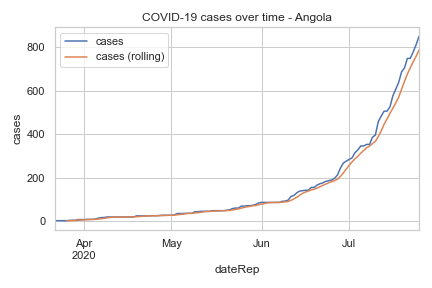 COVID-19 cases over time - Angola
cases
cases (rolling)
800
600
400
200
0
cases
Apr
2020
May
Jun
Jul
dateRep